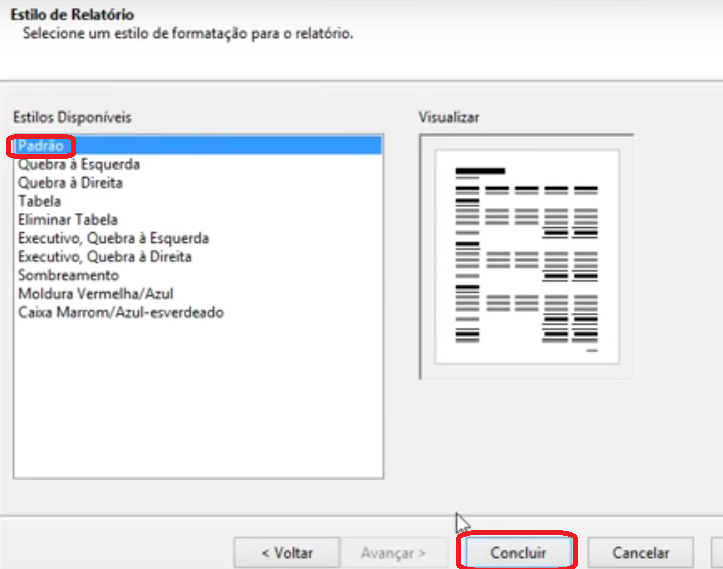 Estilo de Relatório
Selecione um estilo de formatação para o relatório.
Estilos Disponíveis
Visualizar
Padrão
Quebra à Esquerda
Quebra à Direita
Tabela
Eliminar Tabela
Executivo, Quebra à Esquerda
Executivo, Quebra à Direita
Sombreamento
Moldura Vermelha/Azul
Caixa Marrom/Azul-esverdeado
< Voltar
Avançar >
Concluir
Cancelar